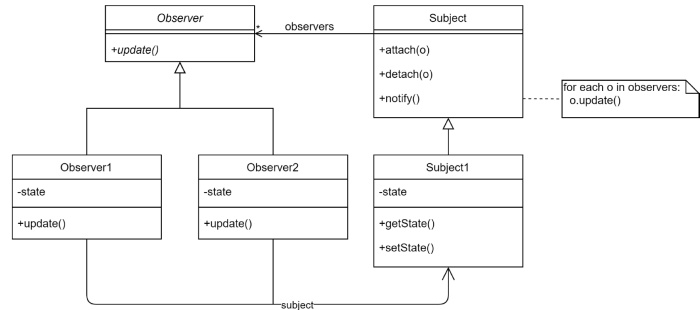 Observer
+update()
*
observers
Subject
+attach(o)
+detach(o)
+notify()
for each o in observers:
o.update()
Observer1
-state
+update()
Observer2
-state
+update()
Subject1
-state
+getState()
+setState()
subject